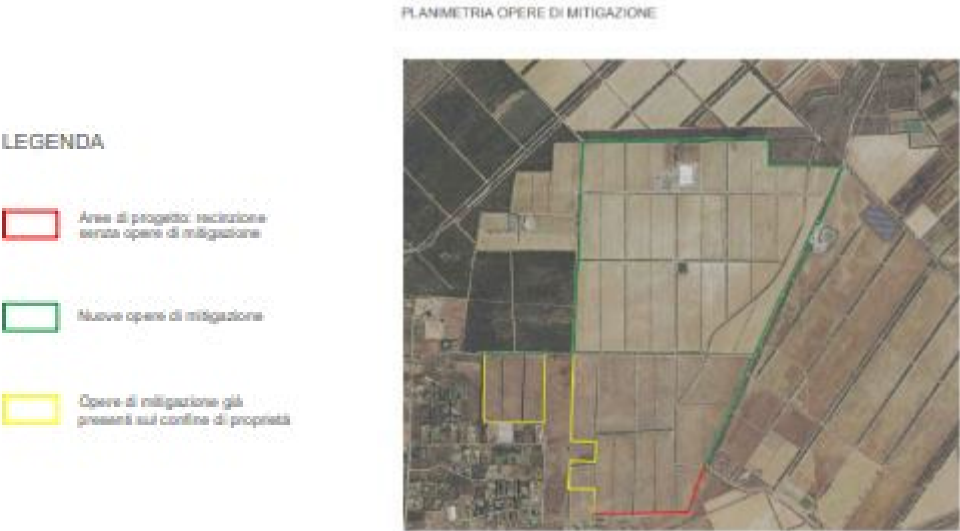 PLANIMETRIA OPERE DI MITIGAZIONE
LEGENDA
Aree di progetto: recinzione
senza opere di mitigazione
Nuove opere di mitigazione
Opere di mitigazione già
presenti sul confine di proprietà